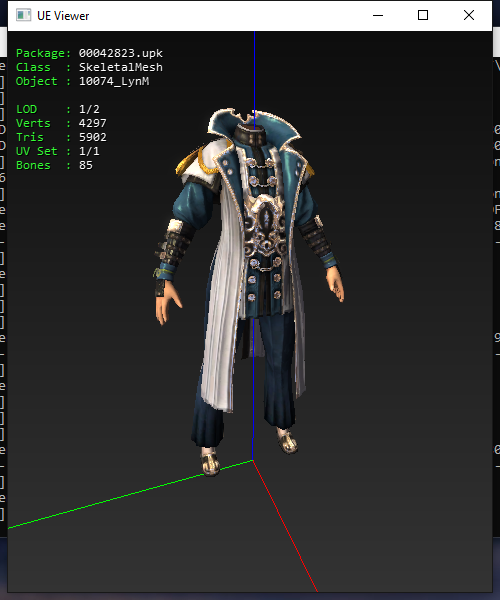 UE Viewer
Package: 00042823.upk
Class  : SkeletalMesh
Object : 10074_LynM
LOD    : 1/2
Verts  : 4297
Tris   : 5902
UV Set : 1/1
Bones  : 85